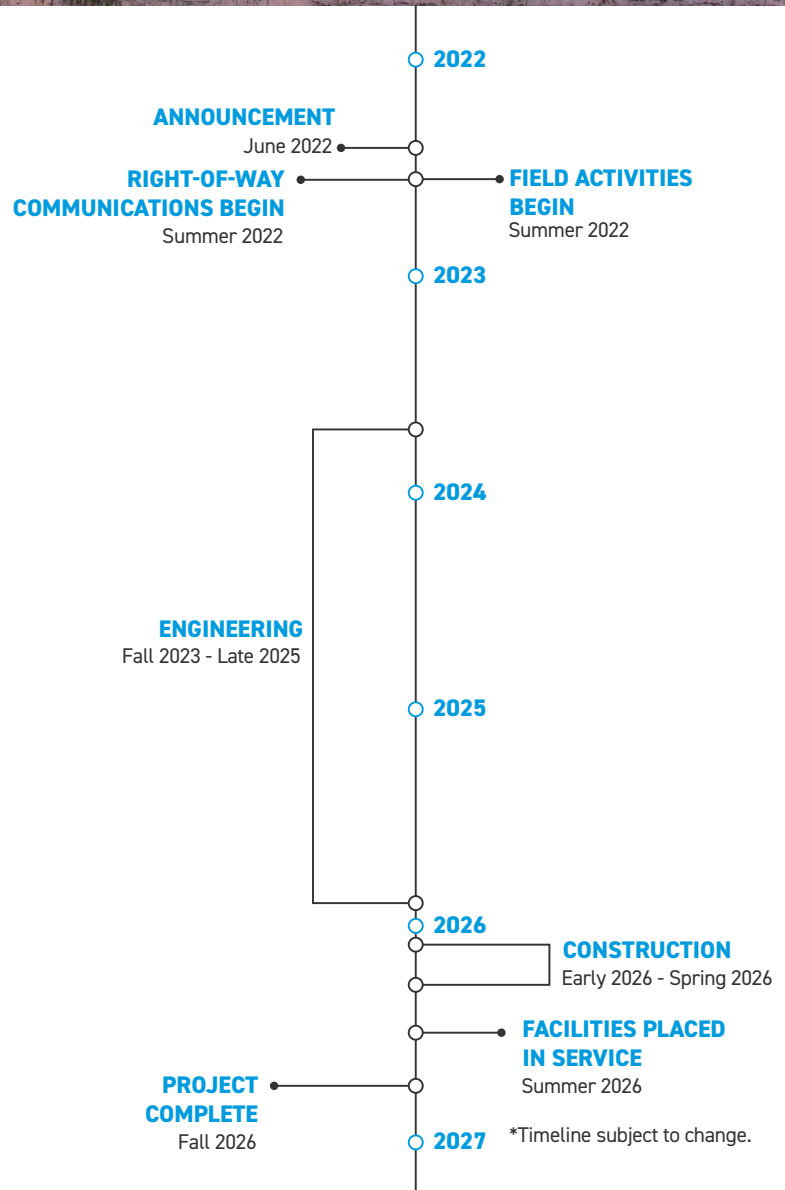 2022
ANNOUNCEMENT
June 2022
RIGHT-OF-WAY
COMMUNICATIONS BEGIN
Summer 2022
FIELD ACTIVITIES
BEGIN
Summer 2022
2023
2024
ENGINEERING
Fall 2023 - Late 2025
2025
2026
CONSTRUCTION
Early 2026 - Spring 2026
FACILITIES PLACED
IN SERVICE
Summer 2026
PROJECT
COMPLETE
Fall 2026
2027
*Timeline subject to change.